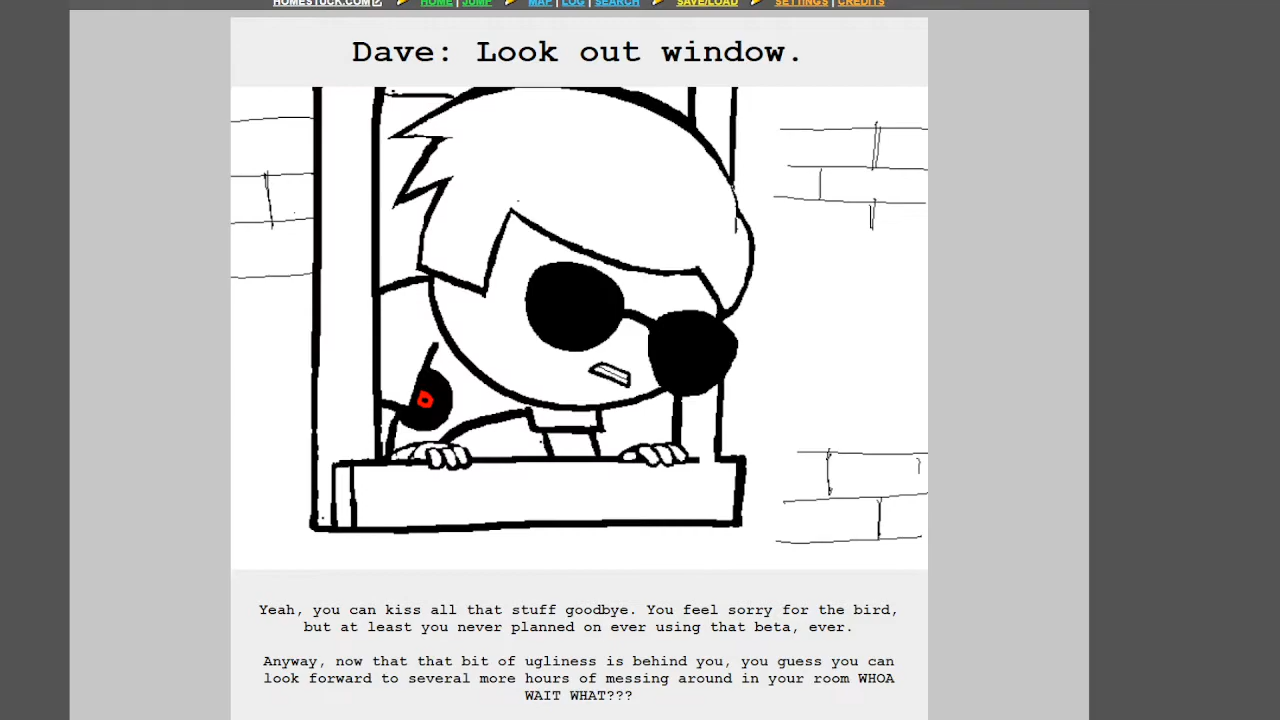 HOMESTUCK.COM HOME | JUMP MAP | LOG | SEARCH SAVE/LOAD SETTINGS | CREDITS
Dave: Look out window.
Yeah, you can kiss all that stuff goodbye. You feel sorry for the bird,
but at least you never planned on ever using that beta, ever.
Anyway, now that that bit of ugliness is behind you, you guess you can
look forward to several more hours of messing around in your room WHOA
WAIT WHAT???